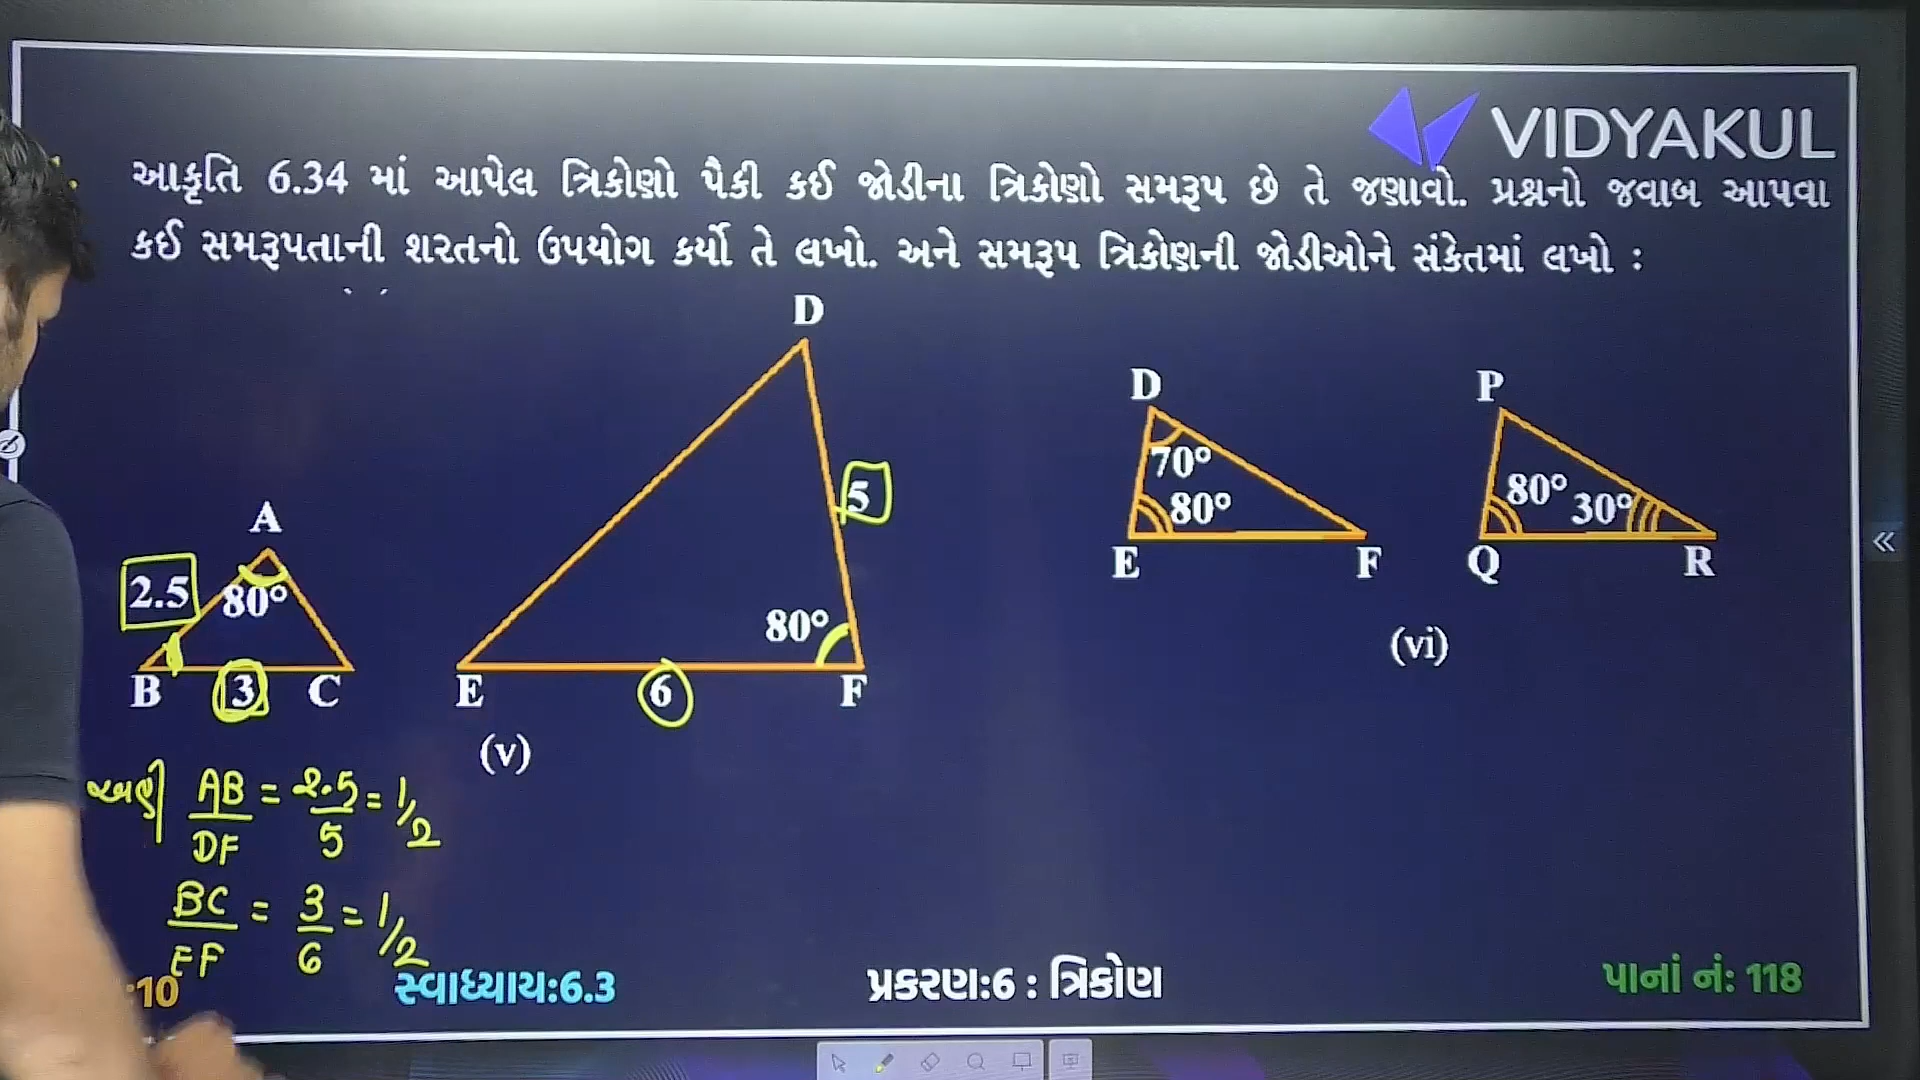 VIDYAKUL
આકૃતિ 6.34 માં આપેલ ત્રિકોણો પૈકી કઈ જોડીના ત્રિકોણો સમરૂપ છે તે જણાવો. પ્રશ્નનો જવાબ આપવા
કઈ સમરૂપતાની શરતનો ઉપયોગ કર્યો તે લખો. અને સમરૂપ ત્રિકોણની જોડીઓને સંકેતમાં લખો :
A
2.5
80°
B 3 C
D
5
80°
E 6 F
(v)
D
70°
80°
E F
P
80° 30°
Q R
(vi)
AB/DF = 2.5/5 = 1/2
BC/EF = 3/6 = 1/2
:10
સ્વાધ્યાય:6.3
પ્રકરણ:6 : ત્રિકોણ
પાનાં નં: 118